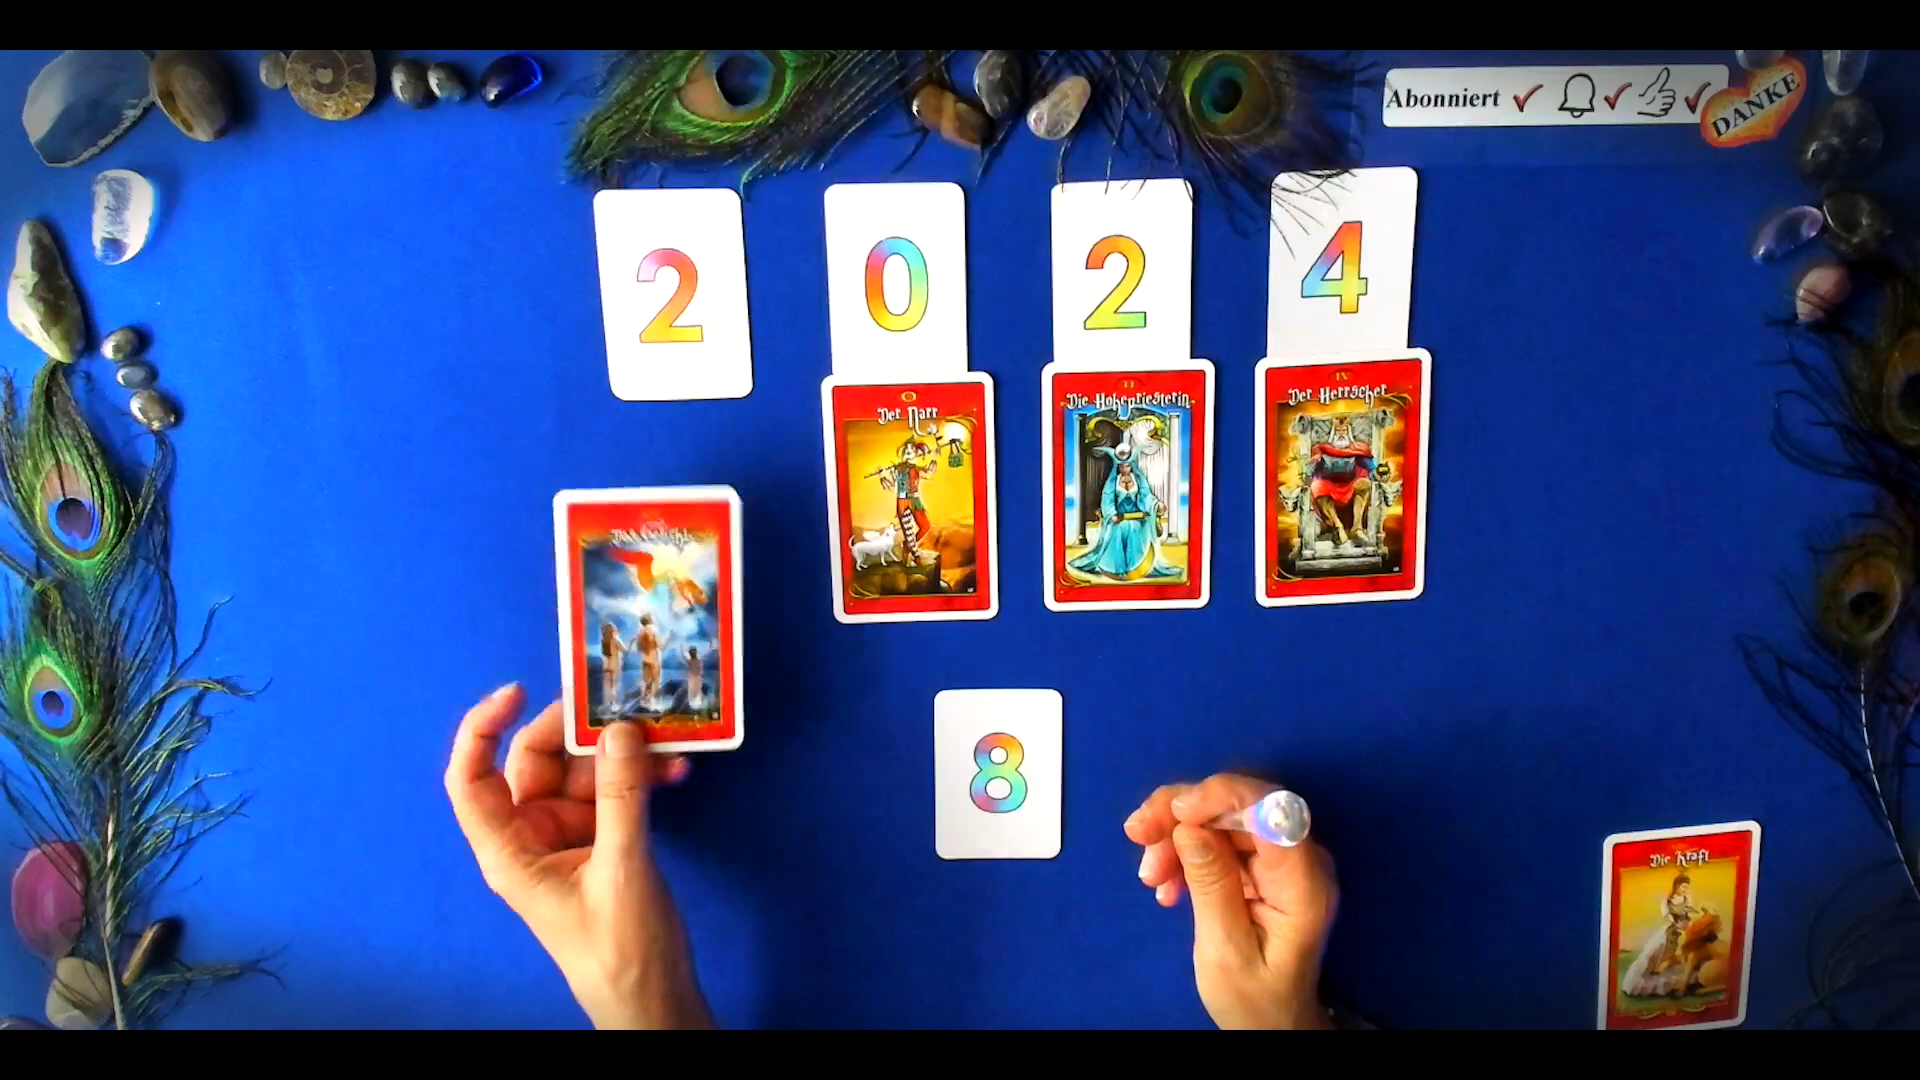 Abonniert
DANKE
2 0 2 4
0
Der Narr
II
Die Hohepriesterin
IV
Der Herrscher
8
Die Kraft